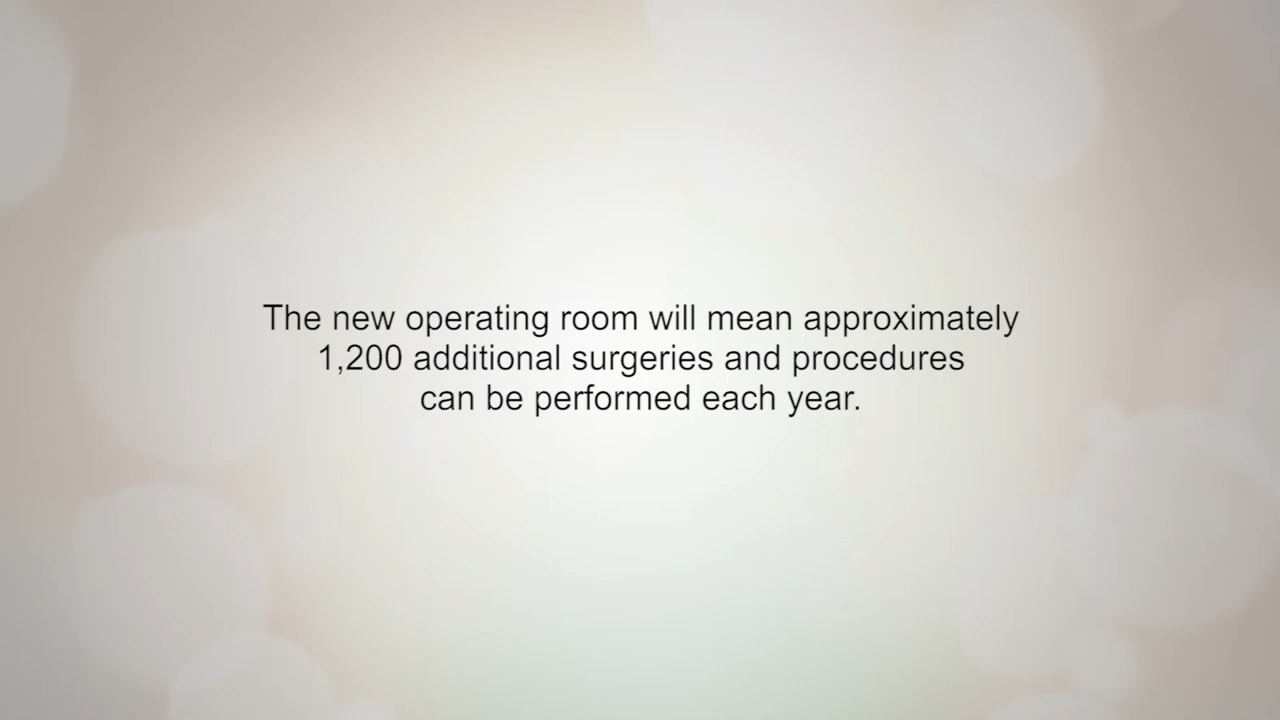 The new operating room will mean approximately
1,200 additional surgeries and procedures
can be performed each year.